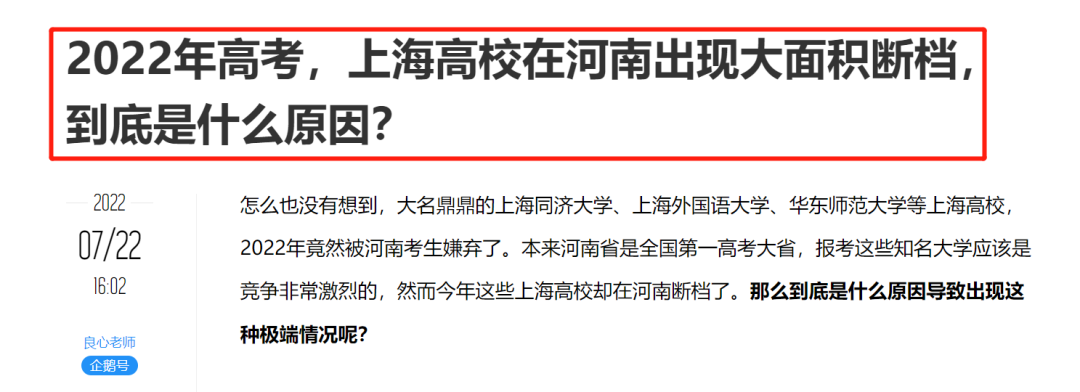 2022年高考，上海高校在河南出现大面积断档，
到底是什么原因？
2022
07/22
16:02
良心老师
企鹅号
怎么也没有想到，大名鼎鼎的上海同济大学、上海外国语大学、华东师范大学等上海高校，
2022年竟然被河南考生嫌弃了。本来河南省是全国第一高考大省，报考这些知名大学应该是
竞争非常激烈的，然而今年这些上海高校却在河南断档了。那么到底是什么原因导致出现这
种极端情况呢？